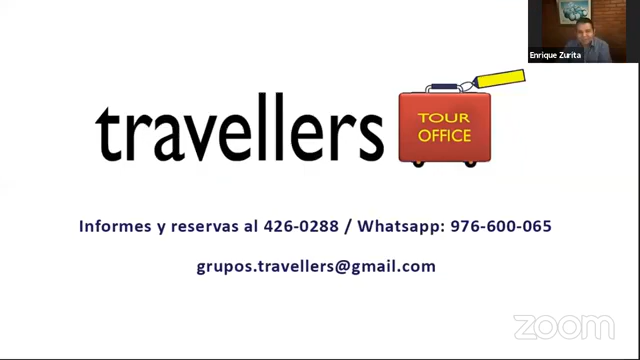 Enrique Zurita
travellers
TOUR
OFFICE
Informes y reservas al 426-0288 / Whatsapp: 976-600-065
grupos.travellers@gmail.com
zoom